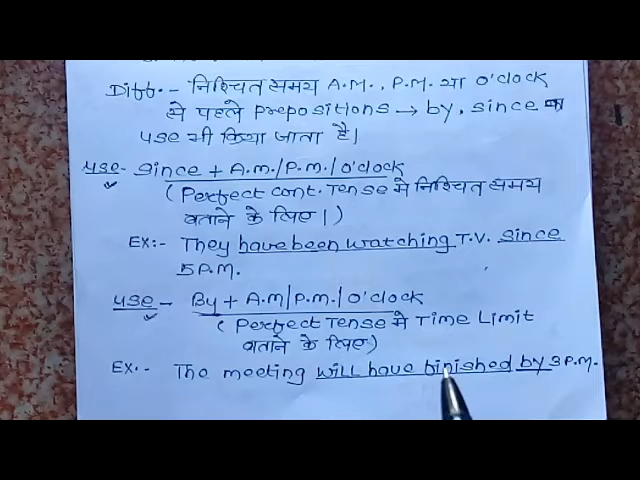 Diff.- निश्चित समय A.M., P.M. या O'clock
से पहले Prepositions → by, since का
use भी किया जाता है।
use- since + A.M./P.M./O'clock
(Perfect cont. Tense मे निश्चित समय
बताने के लिए।)
EX:- They have been watching T.V. since
5 P.M.
use - By + A.M/P.M./O'clock
(Perfect Tense मे Time Limit
बताने के लिए)
EX.- The meeting will have finished by 3 P.M.